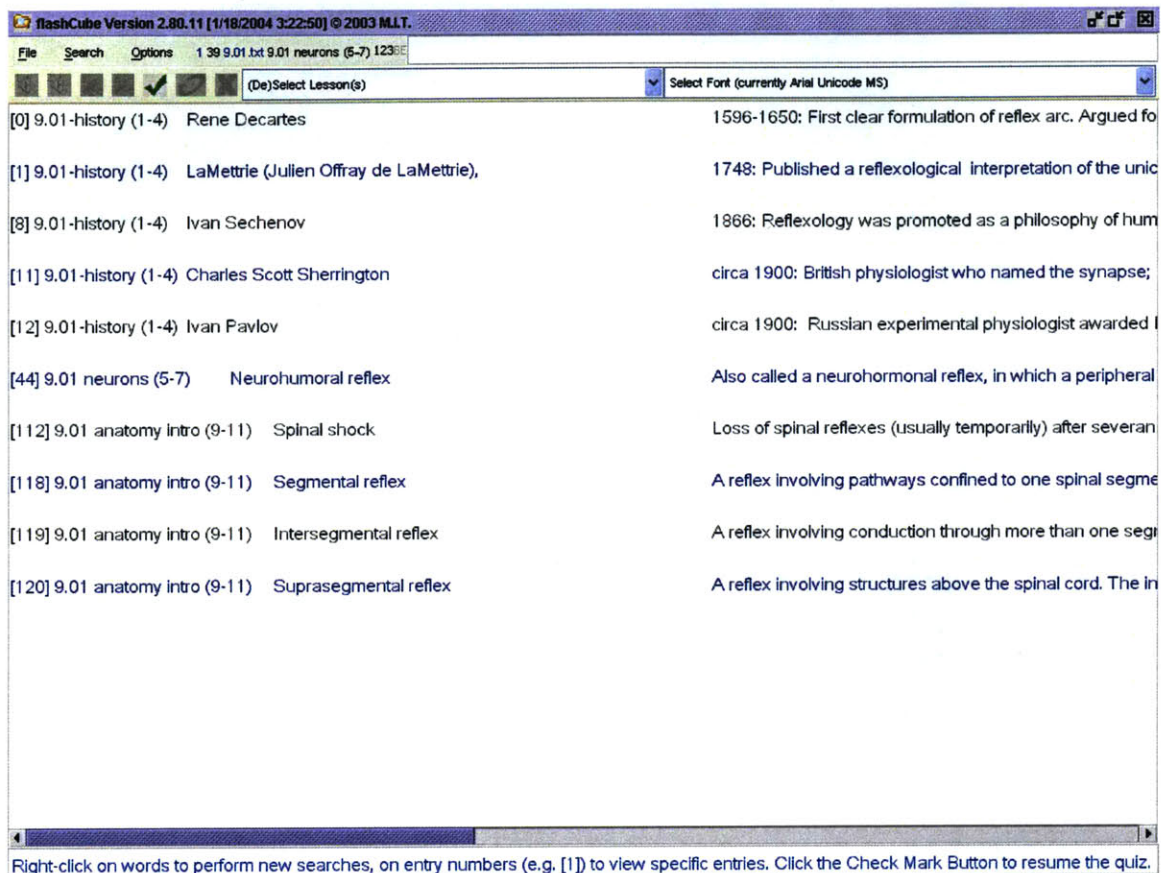 flashCube Version 2.80.11 [1/18/2004 3:22:50] © 2003 M.I.T.
File Search Options 1 39 9.01.txt 9.01 neurons (5-7) 1236E
(De)Select Lesson(s) Select Font (currently Arial Unicode MS)
[0] 9.01-history (1-4) Rene Decartes 1596-1650: First clear formulation of reflex arc. Argued fo
[1] 9.01-history (1-4) LaMettrie (Julien Offray de LaMettrie), 1748: Published a reflexological interpretation of the unic
[8] 9.01-history (1-4) Ivan Sechenov 1866: Reflexology was promoted as a philosophy of hum
[11] 9.01-history (1-4) Charles Scott Sherrington circa 1900: British physiologist who named the synapse;
[12] 9.01-history (1-4) Ivan Pavlov circa 1900: Russian experimental physiologist awarded
[44] 9.01 neurons (5-7) Neurohumoral reflex Also called a neurohormonal reflex, in which a peripheral
[112] 9.01 anatomy intro (9-11) Spinal shock Loss of spinal reflexes (usually temporarily) after severan
[118] 9.01 anatomy intro (9-11) Segmental reflex A reflex involving pathways confined to one spinal segme
[119] 9.01 anatomy intro (9-11) Intersegmental reflex A reflex involving conduction through more than one seg
[120] 9.01 anatomy intro (9-11) Suprasegmental reflex A reflex involving structures above the spinal cord. The in
Right-click on words to perform new searches, on entry numbers (e.g. [1]) to view specific entries. Click the Check Mark Button to resume the quiz.